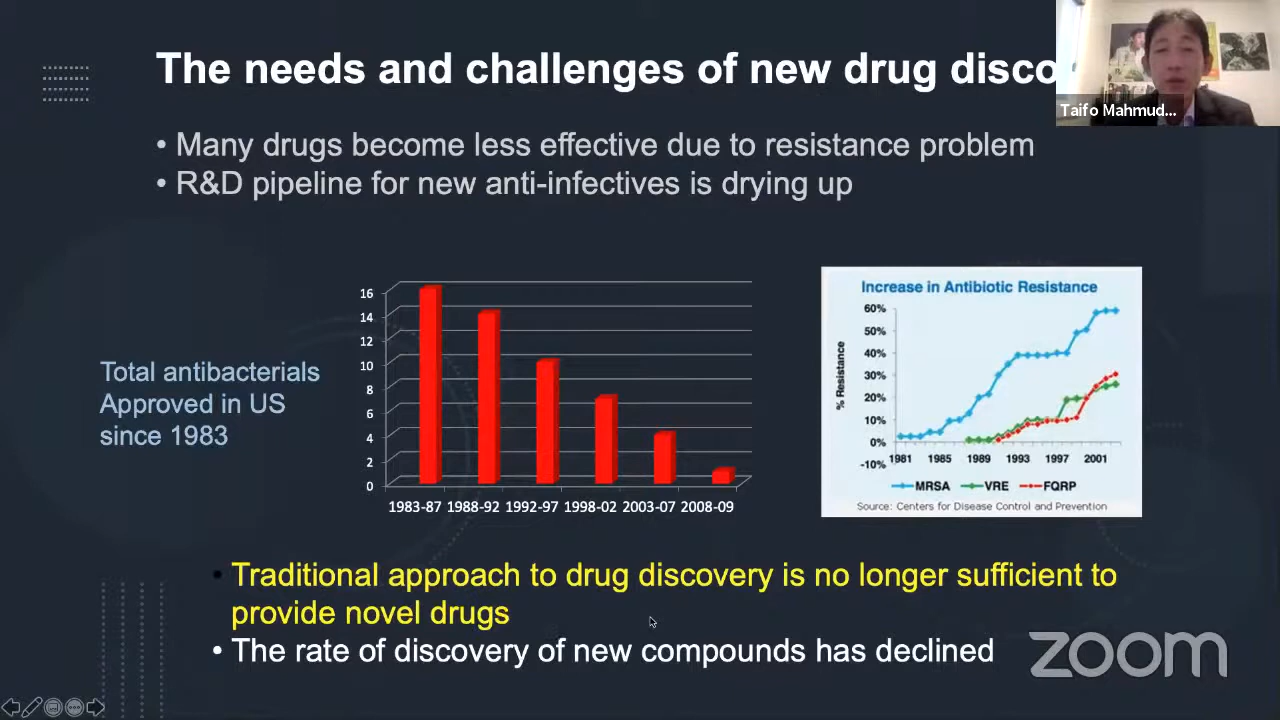 The needs and challenges of new drug disco
Taifo Mahmud...
• Many drugs become less effective due to resistance problem
• R&D pipeline for new anti-infectives is drying up
Total antibacterials
Approved in US
since 1983
16
14
12
10
8
6
4
2
0
1983-87 1988-92 1992-97 1998-02 2003-07 2008-09
Increase in Antibiotic Resistance
% Resistance
60%
50%
40%
30%
20%
10%
0%
-10%
1981 1985 1989 1993 1997 2001
MRSA VRE FQRP
Source: Centers for Disease Control and Prevention
• Traditional approach to drug discovery is no longer sufficient to
provide novel drugs
• The rate of discovery of new compounds has declined
zoom